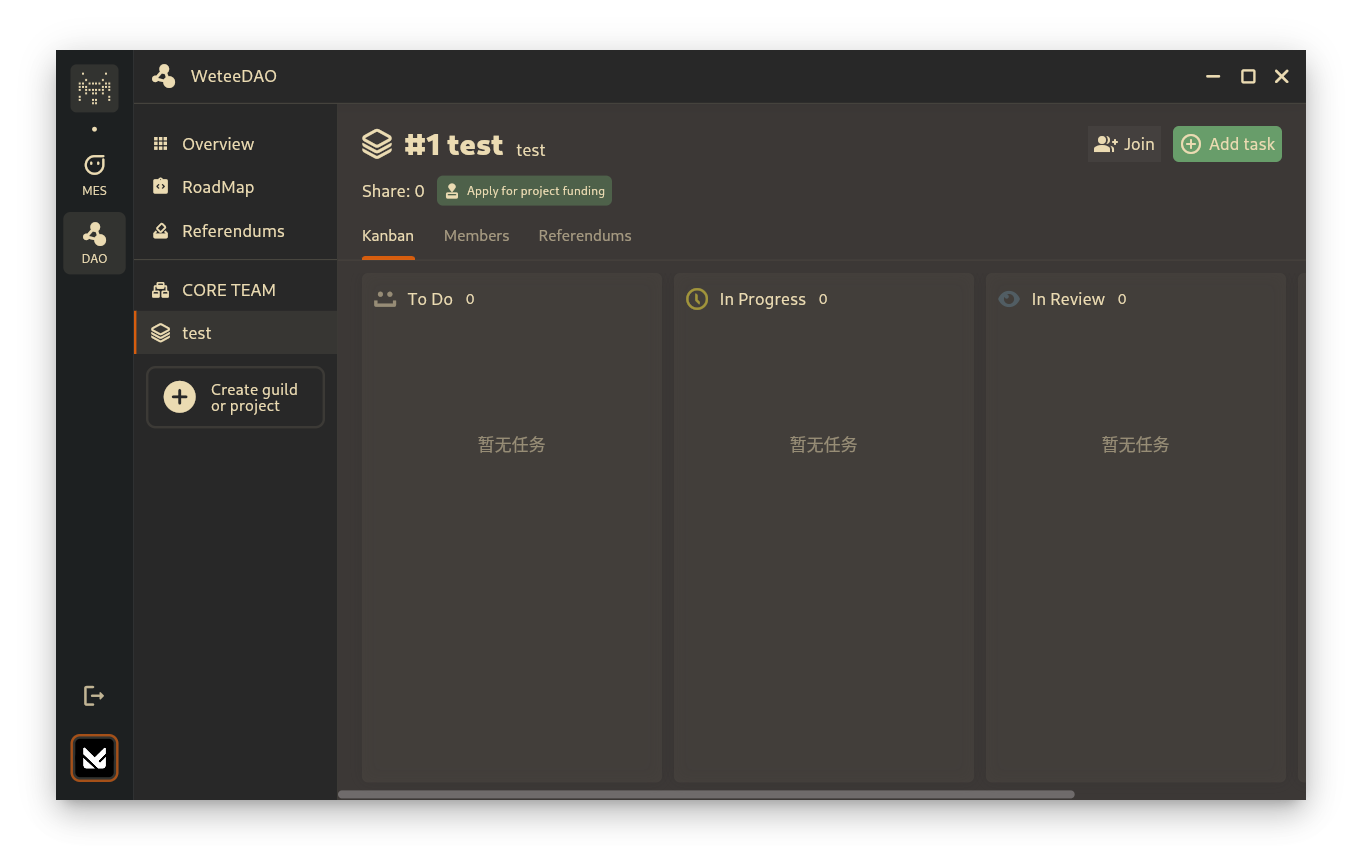 WeteeDAO
MES
DAO
Overview
RoadMap
Referendums
CORE TEAM
test
Create guild
or project
#1 test test
Join
Add task
Share: 0
Apply for project funding
Kanban
Members
Referendums
To Do 0
In Progress 0
In Review 0
暂无任务
暂无任务
暂无任务